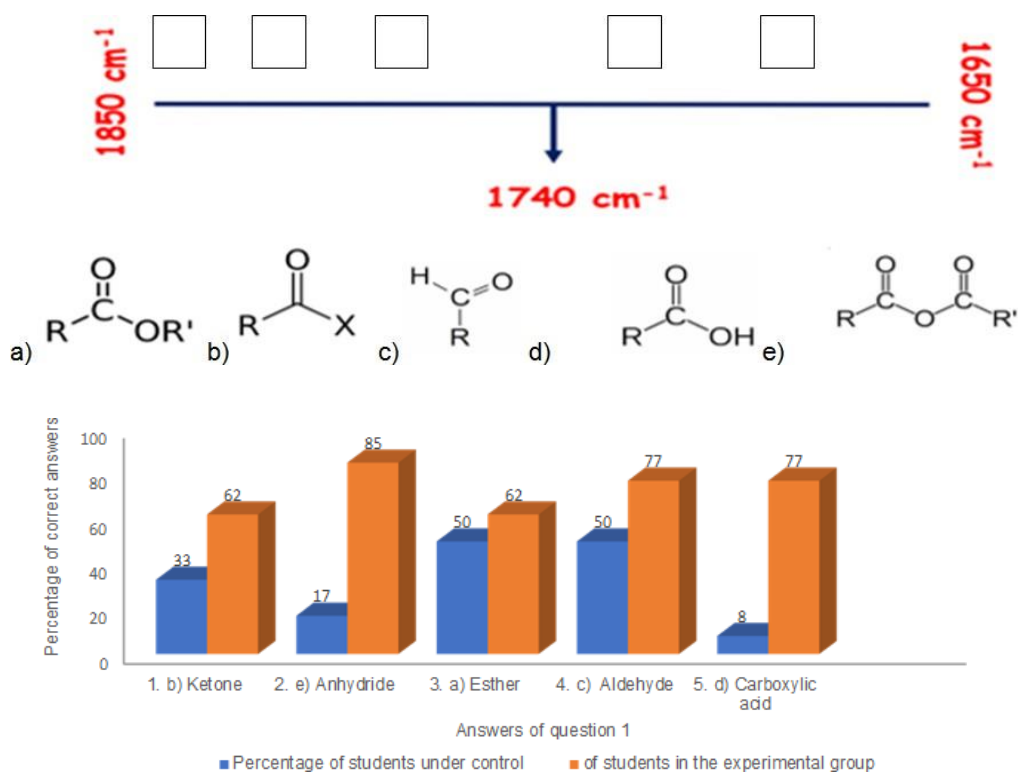 1850 cm⁻¹
1650 cm⁻¹
1740 cm⁻¹
a) R C O OR'
b) R O X
c) H C O R
d) R C O OH
e) R C O O C O R'
Percentage of correct answers
100
80
60
40
20
0
33 62
17 85
50 62
50 77
8 77
1. b) Ketone 2. e) Anhydride 3. a) Esther 4. c) Aldehyde 5. d) Carboxylic
acid
Answers of question 1
Percentage of students under control of students in the experimental group